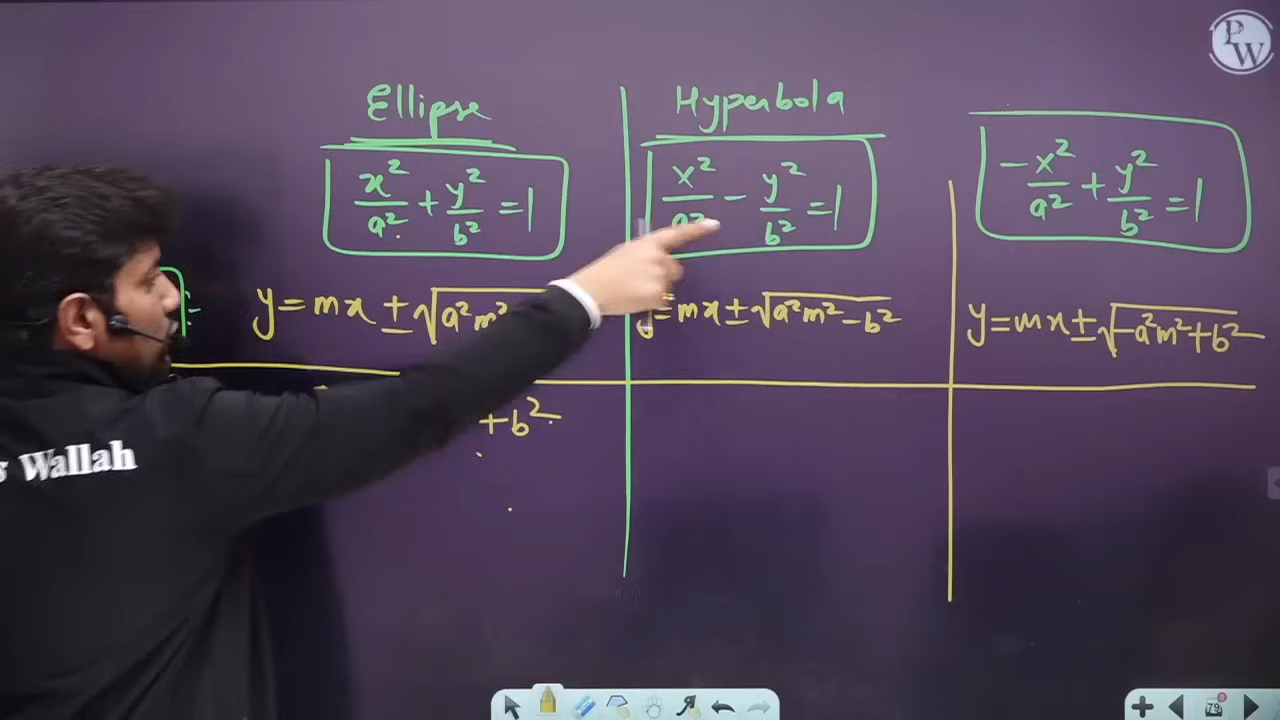 PW
Ellipse
Hyperbola
x²/a² + y²/b² = 1
x²/a² - y²/b² = 1
-x²/a² + y²/b² = 1
y = mx ± √a²m²
y = mx ± √a²m² - b²
y = mx ± √-a²m² + b²
+ b²
Wallah
79